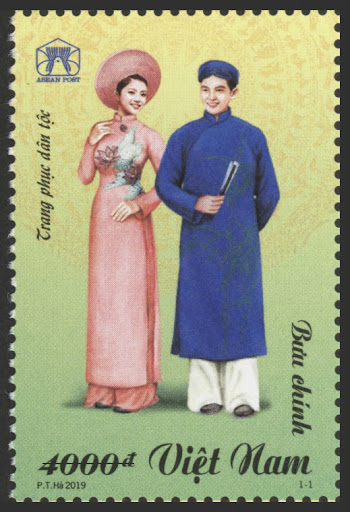 ASEAN POST
Trang phục dân tộc
Bưu chính
4000đ Việt Nam
P.T.Hà 2019
1-1